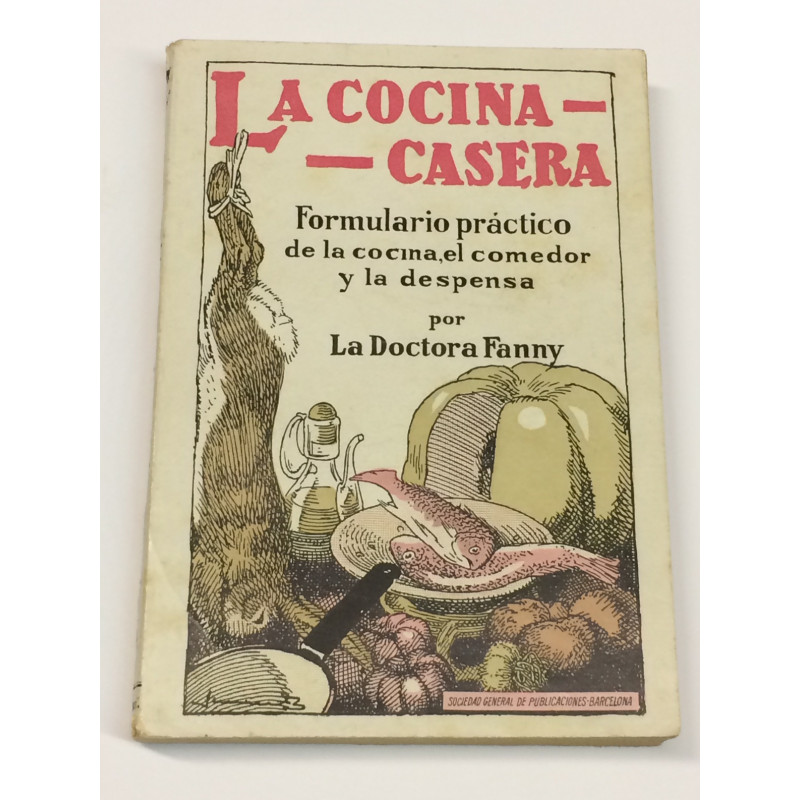 LA COCINA —
— CASERA
Formulario práctico
de la cocina, el comedor
y la despensa
por
La Doctora Fanny
SOCIEDAD GENERAL DE PUBLICACIONES-BARCELONA